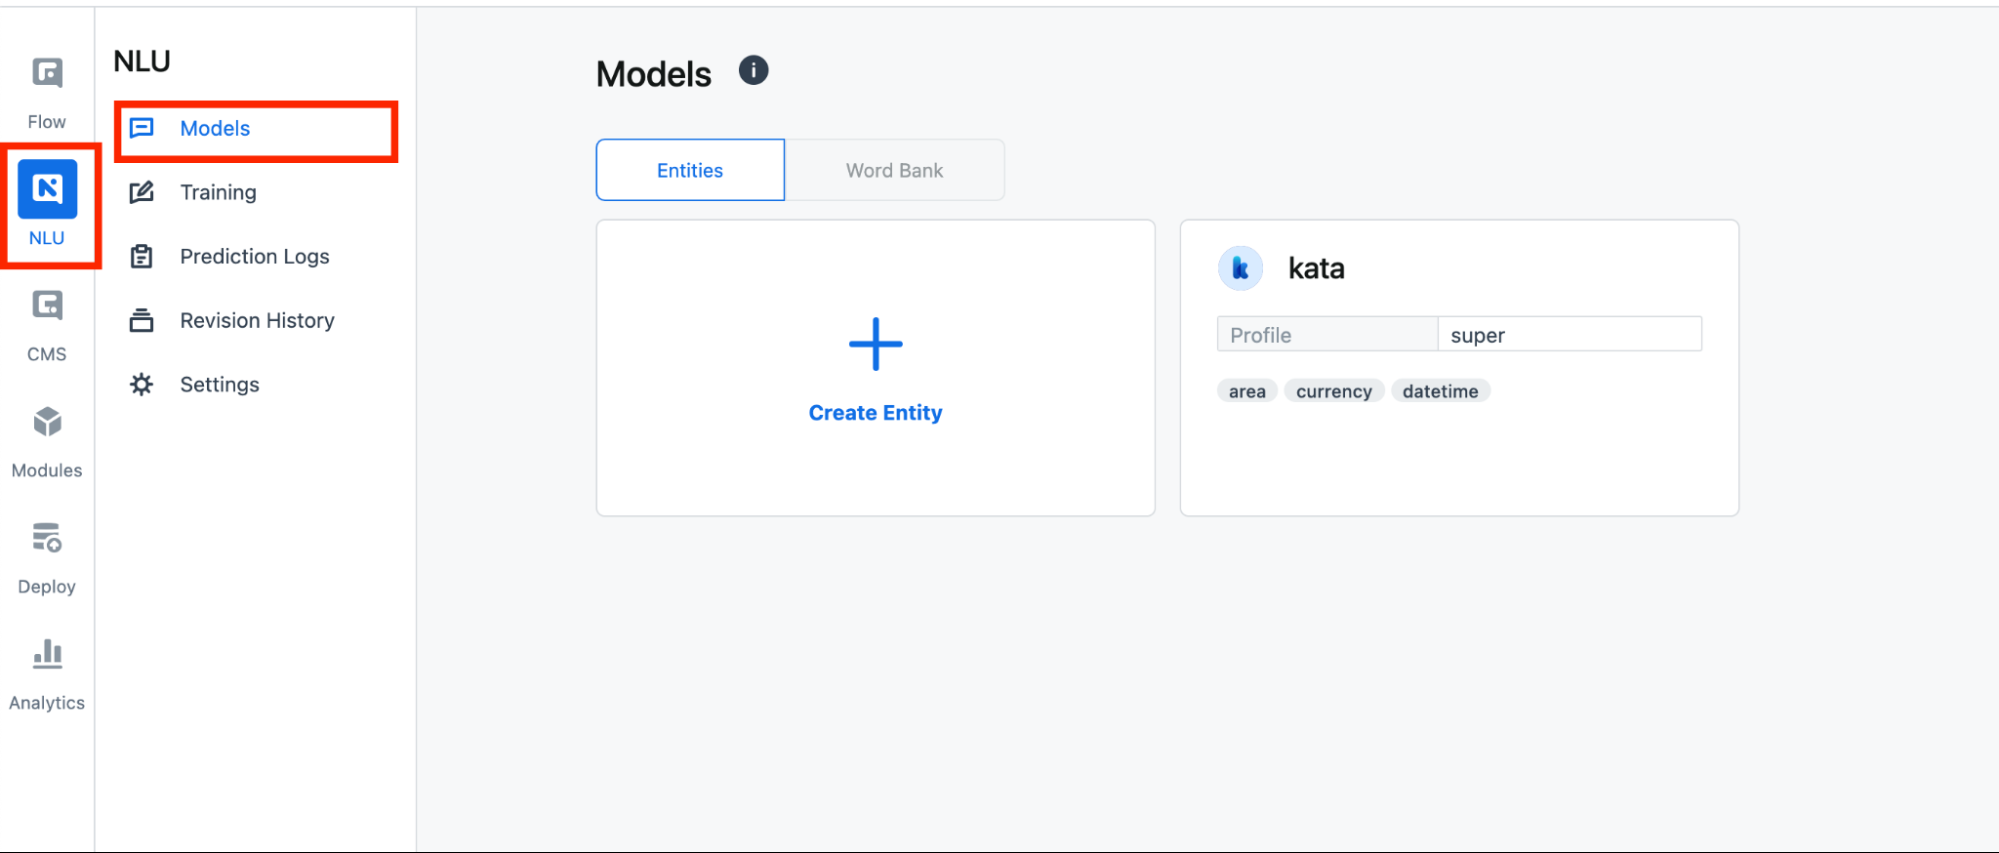 Flow
NLU
CMS
Modules
Deploy
Analytics
NLU
Models
Training
Prediction Logs
Revision History
Settings
Models
Entities
Word Bank
Create Entity
kata
Profile super
area currency datetime